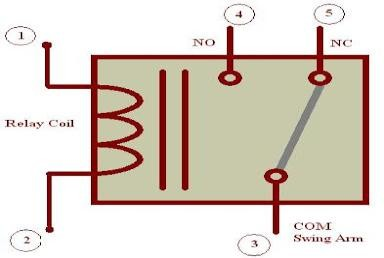 4
5
1
NO
NC
Relay Coil
2
3
COM
Swing Arm